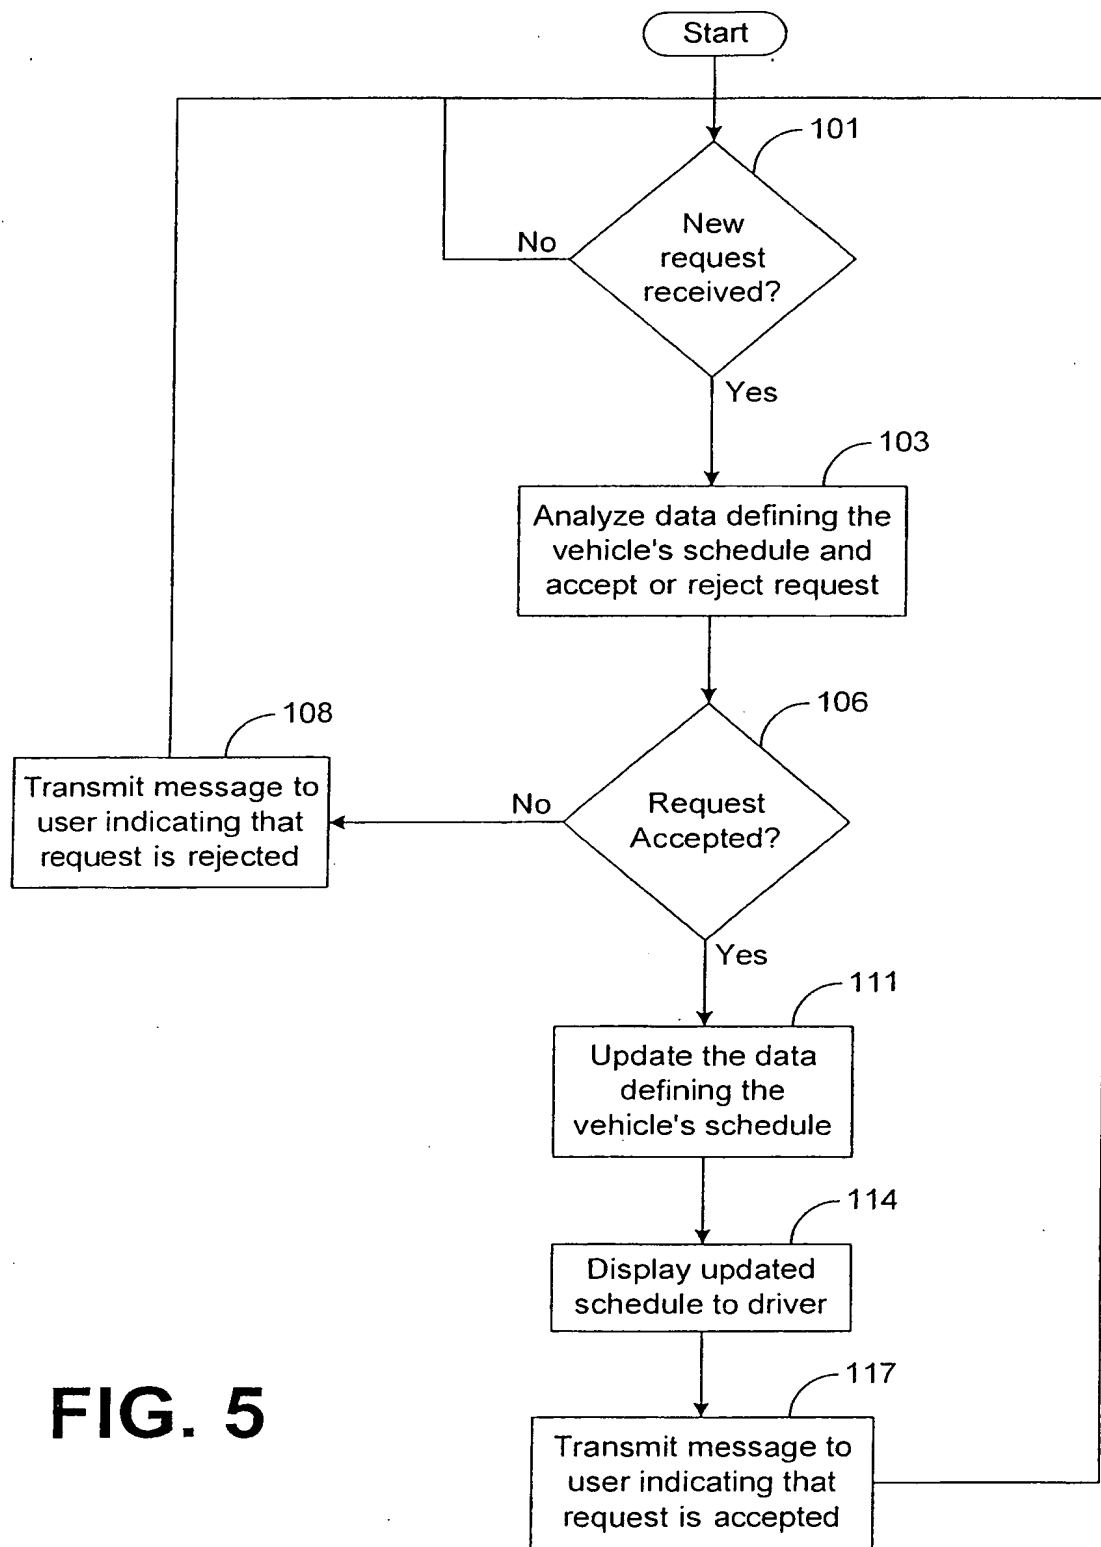 Start
101
New
request
received?
No
Yes
103
Analyze data defining the
vehicle's schedule and
accept or reject request
106
108
Request
Accepted?
No
Transmit message to
user indicating that
request is rejected
Yes
111
Update the data
defining the
vehicle's schedule
114
Display updated
schedule to driver
117
Transmit message to
user indicating that
request is accepted
FIG. 5